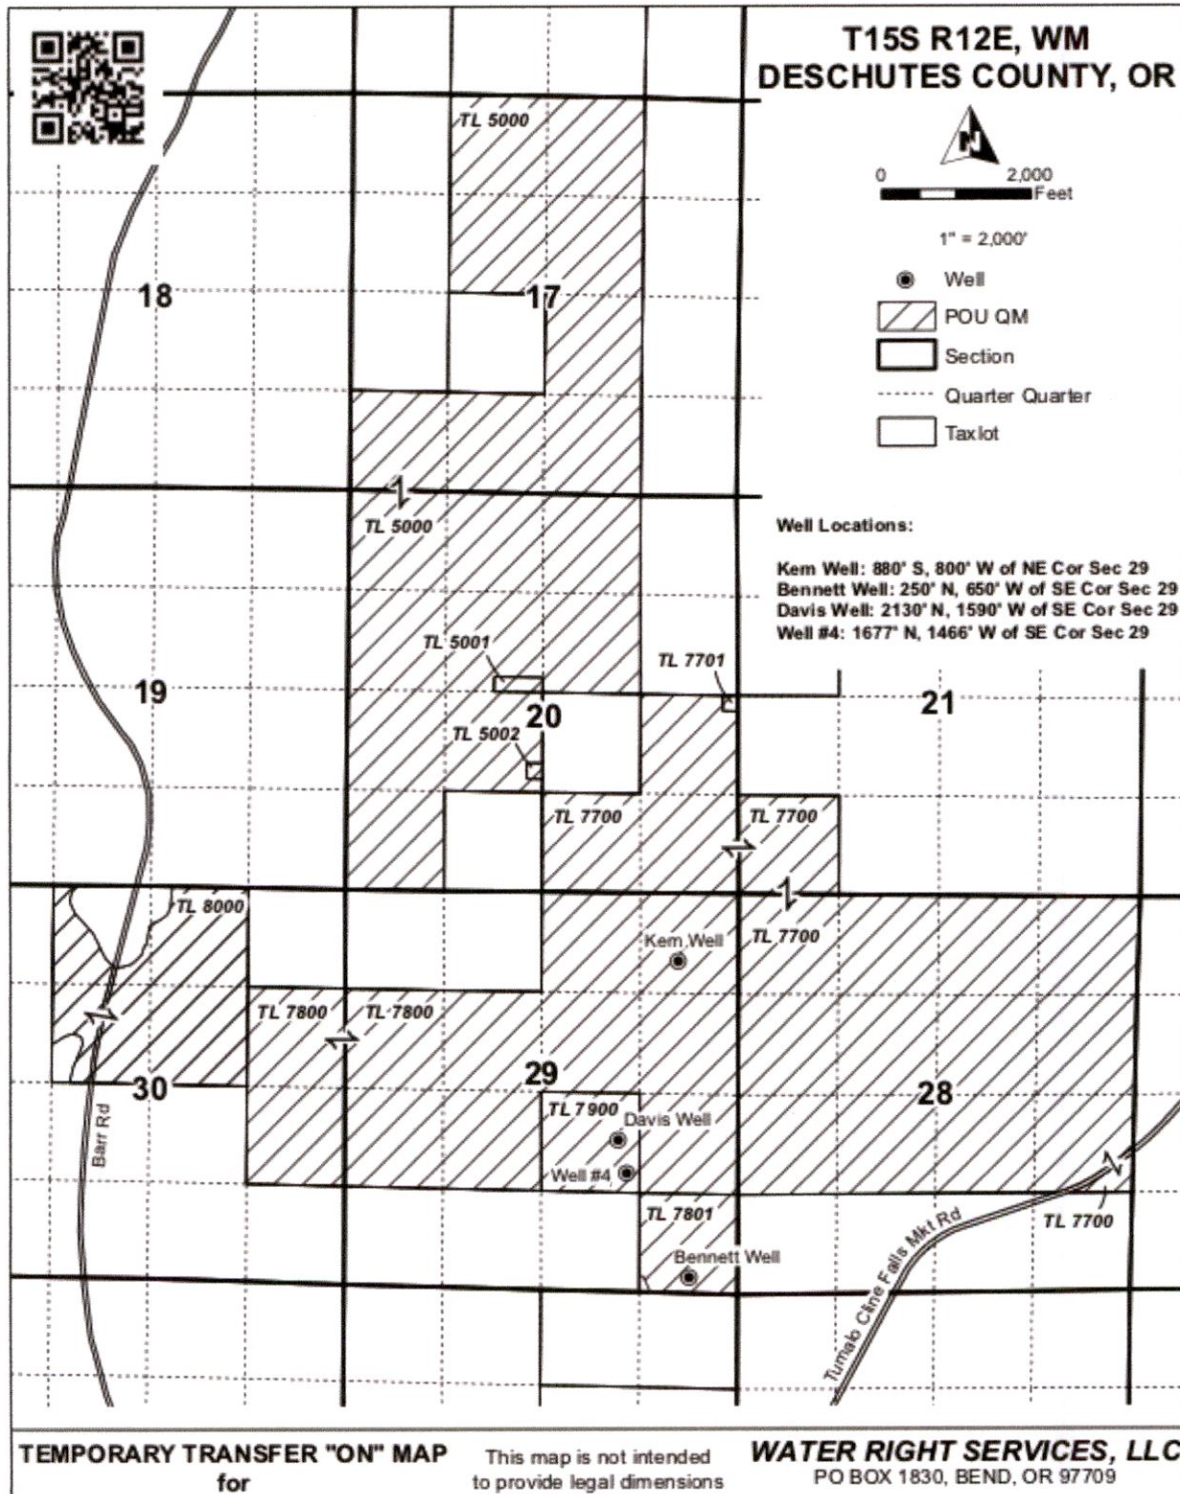 T15S R12E, WM
DESCHUTES COUNTY, OR
N
0 2,000
Feet
1" = 2,000'
Well
POU QM
Section
Quarter Quarter
Taxlot
Well Locations:
Kem Well: 880' S, 800' W of NE Cor Sec 29
Bennett Well: 250' N, 650' W of SE Cor Sec 29
Davis Well: 2130' N, 1590' W of SE Cor Sec 29
Well #4: 1677' N, 1466' W of SE Cor Sec 29
TL 5000
18
17
TL 5000
TL 5001
TL 7701
19
20
21
TL 5002
TL 7700
TL 7700
TL 8000
TL 7700
Kem Well
TL 7800
TL 7800
30
29
28
TL 7900
Davis Well
Barr Rd
Well #4
TL 7801
TL 7700
Bennett Well
Tumalo Cline Falls Mkt Rd
TEMPORARY TRANSFER "ON" MAP
for
This map is not intended
to provide legal dimensions
WATER RIGHT SERVICES, LLC
PO BOX 1830, BEND, OR 97709